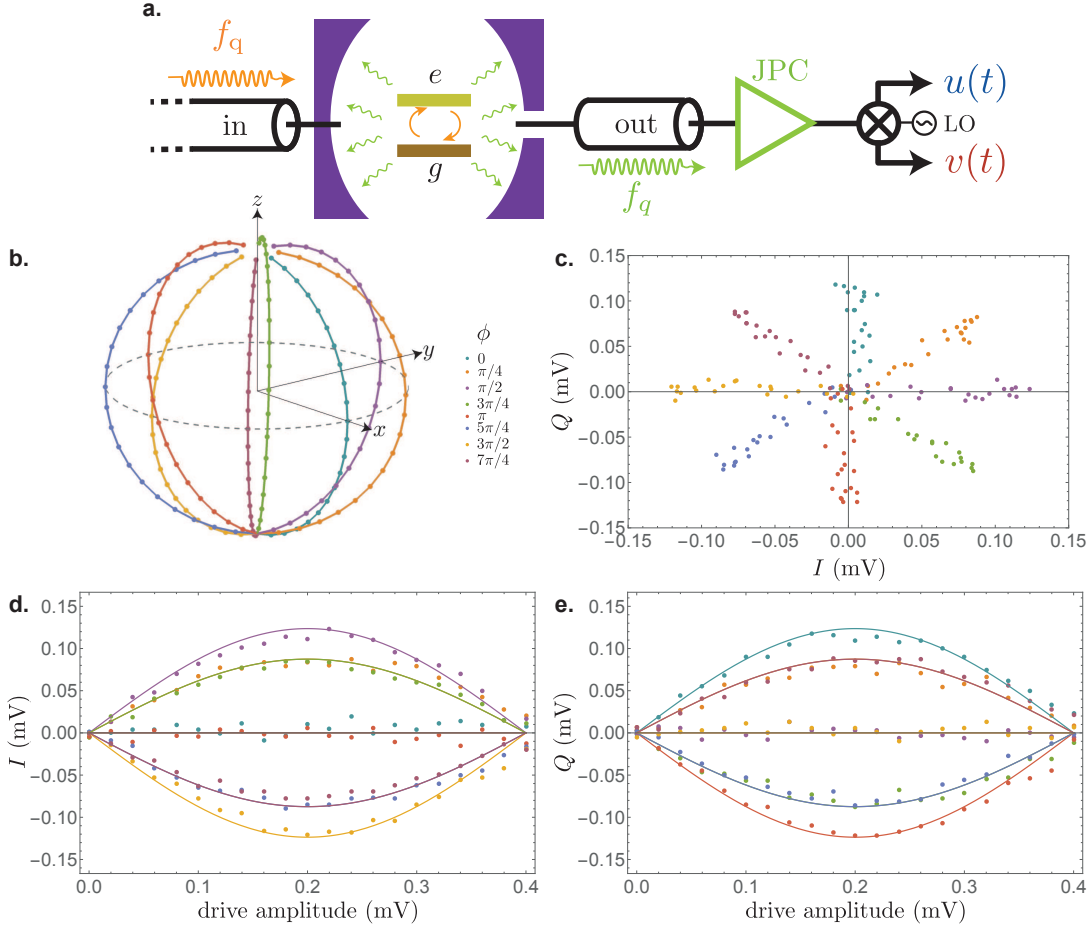 a.
f_q
e
g
in
out
f_q
JPC
u(t)
LO
v(t)
b.
z
y
x
ϕ
0
π/4
π/2
3π/4
π
5π/4
3π/2
7π/4
c.
Q (mV)
0.15
0.10
0.05
0.00
−0.05
−0.10
−0.15
−0.15 −0.10 −0.05 0.00 0.05 0.10 0.15
I (mV)
d.
I (mV)
0.15
0.10
0.05
0.00
−0.05
−0.10
−0.15
0.0 0.1 0.2 0.3 0.4
drive amplitude (mV)
e.
Q (mV)
0.15
0.10
0.05
0.00
−0.05
−0.10
−0.15
0.0 0.1 0.2 0.3 0.4
drive amplitude (mV)